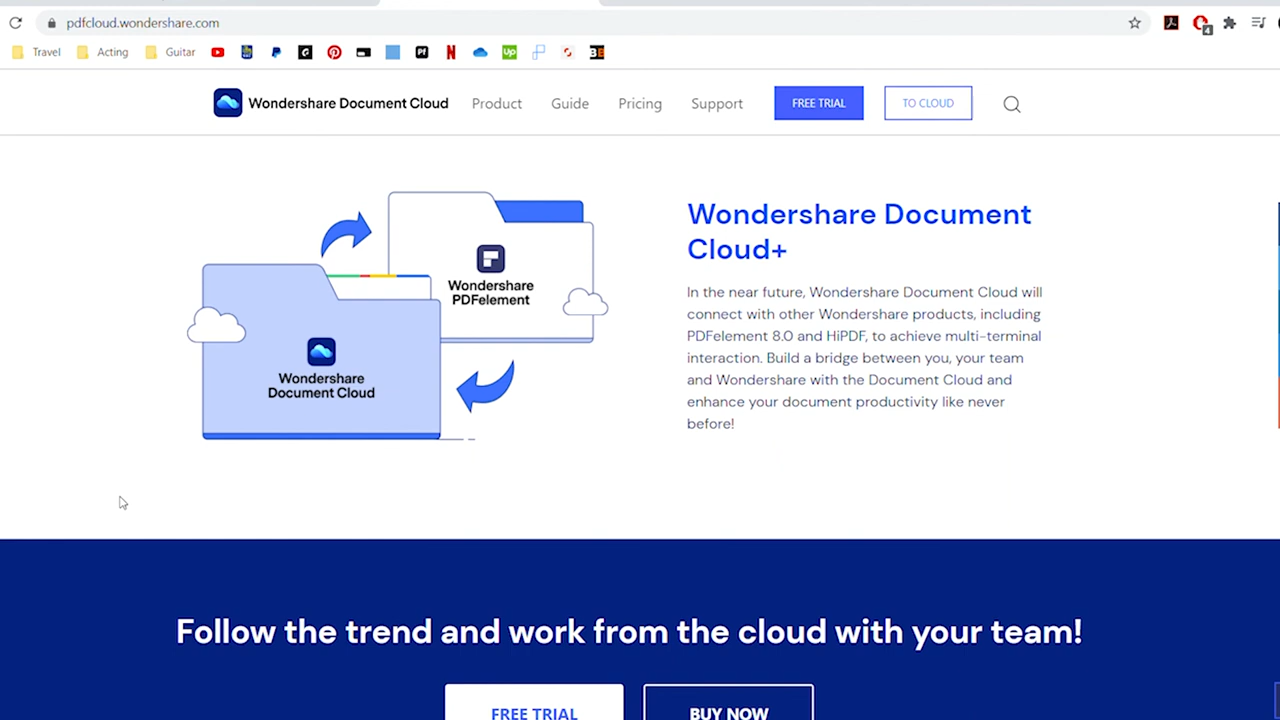 pdfcloud.wondershare.com
Travel Acting Guitar
Wondershare Document Cloud Product Guide Pricing Support FREE TRIAL TO CLOUD
Wondershare
PDFelement
Wondershare
Document Cloud
Wondershare Document
Cloud+
In the near future, Wondershare Document Cloud will
connect with other Wondershare products, including
PDFelement 8.0 and HiPDF, to achieve multi-terminal
interaction. Build a bridge between you, your team
and Wondershare with the Document Cloud and
enhance your document productivity like never
before!
Follow the trend and work from the cloud with your team!
FREE TRIAL BUY NOW